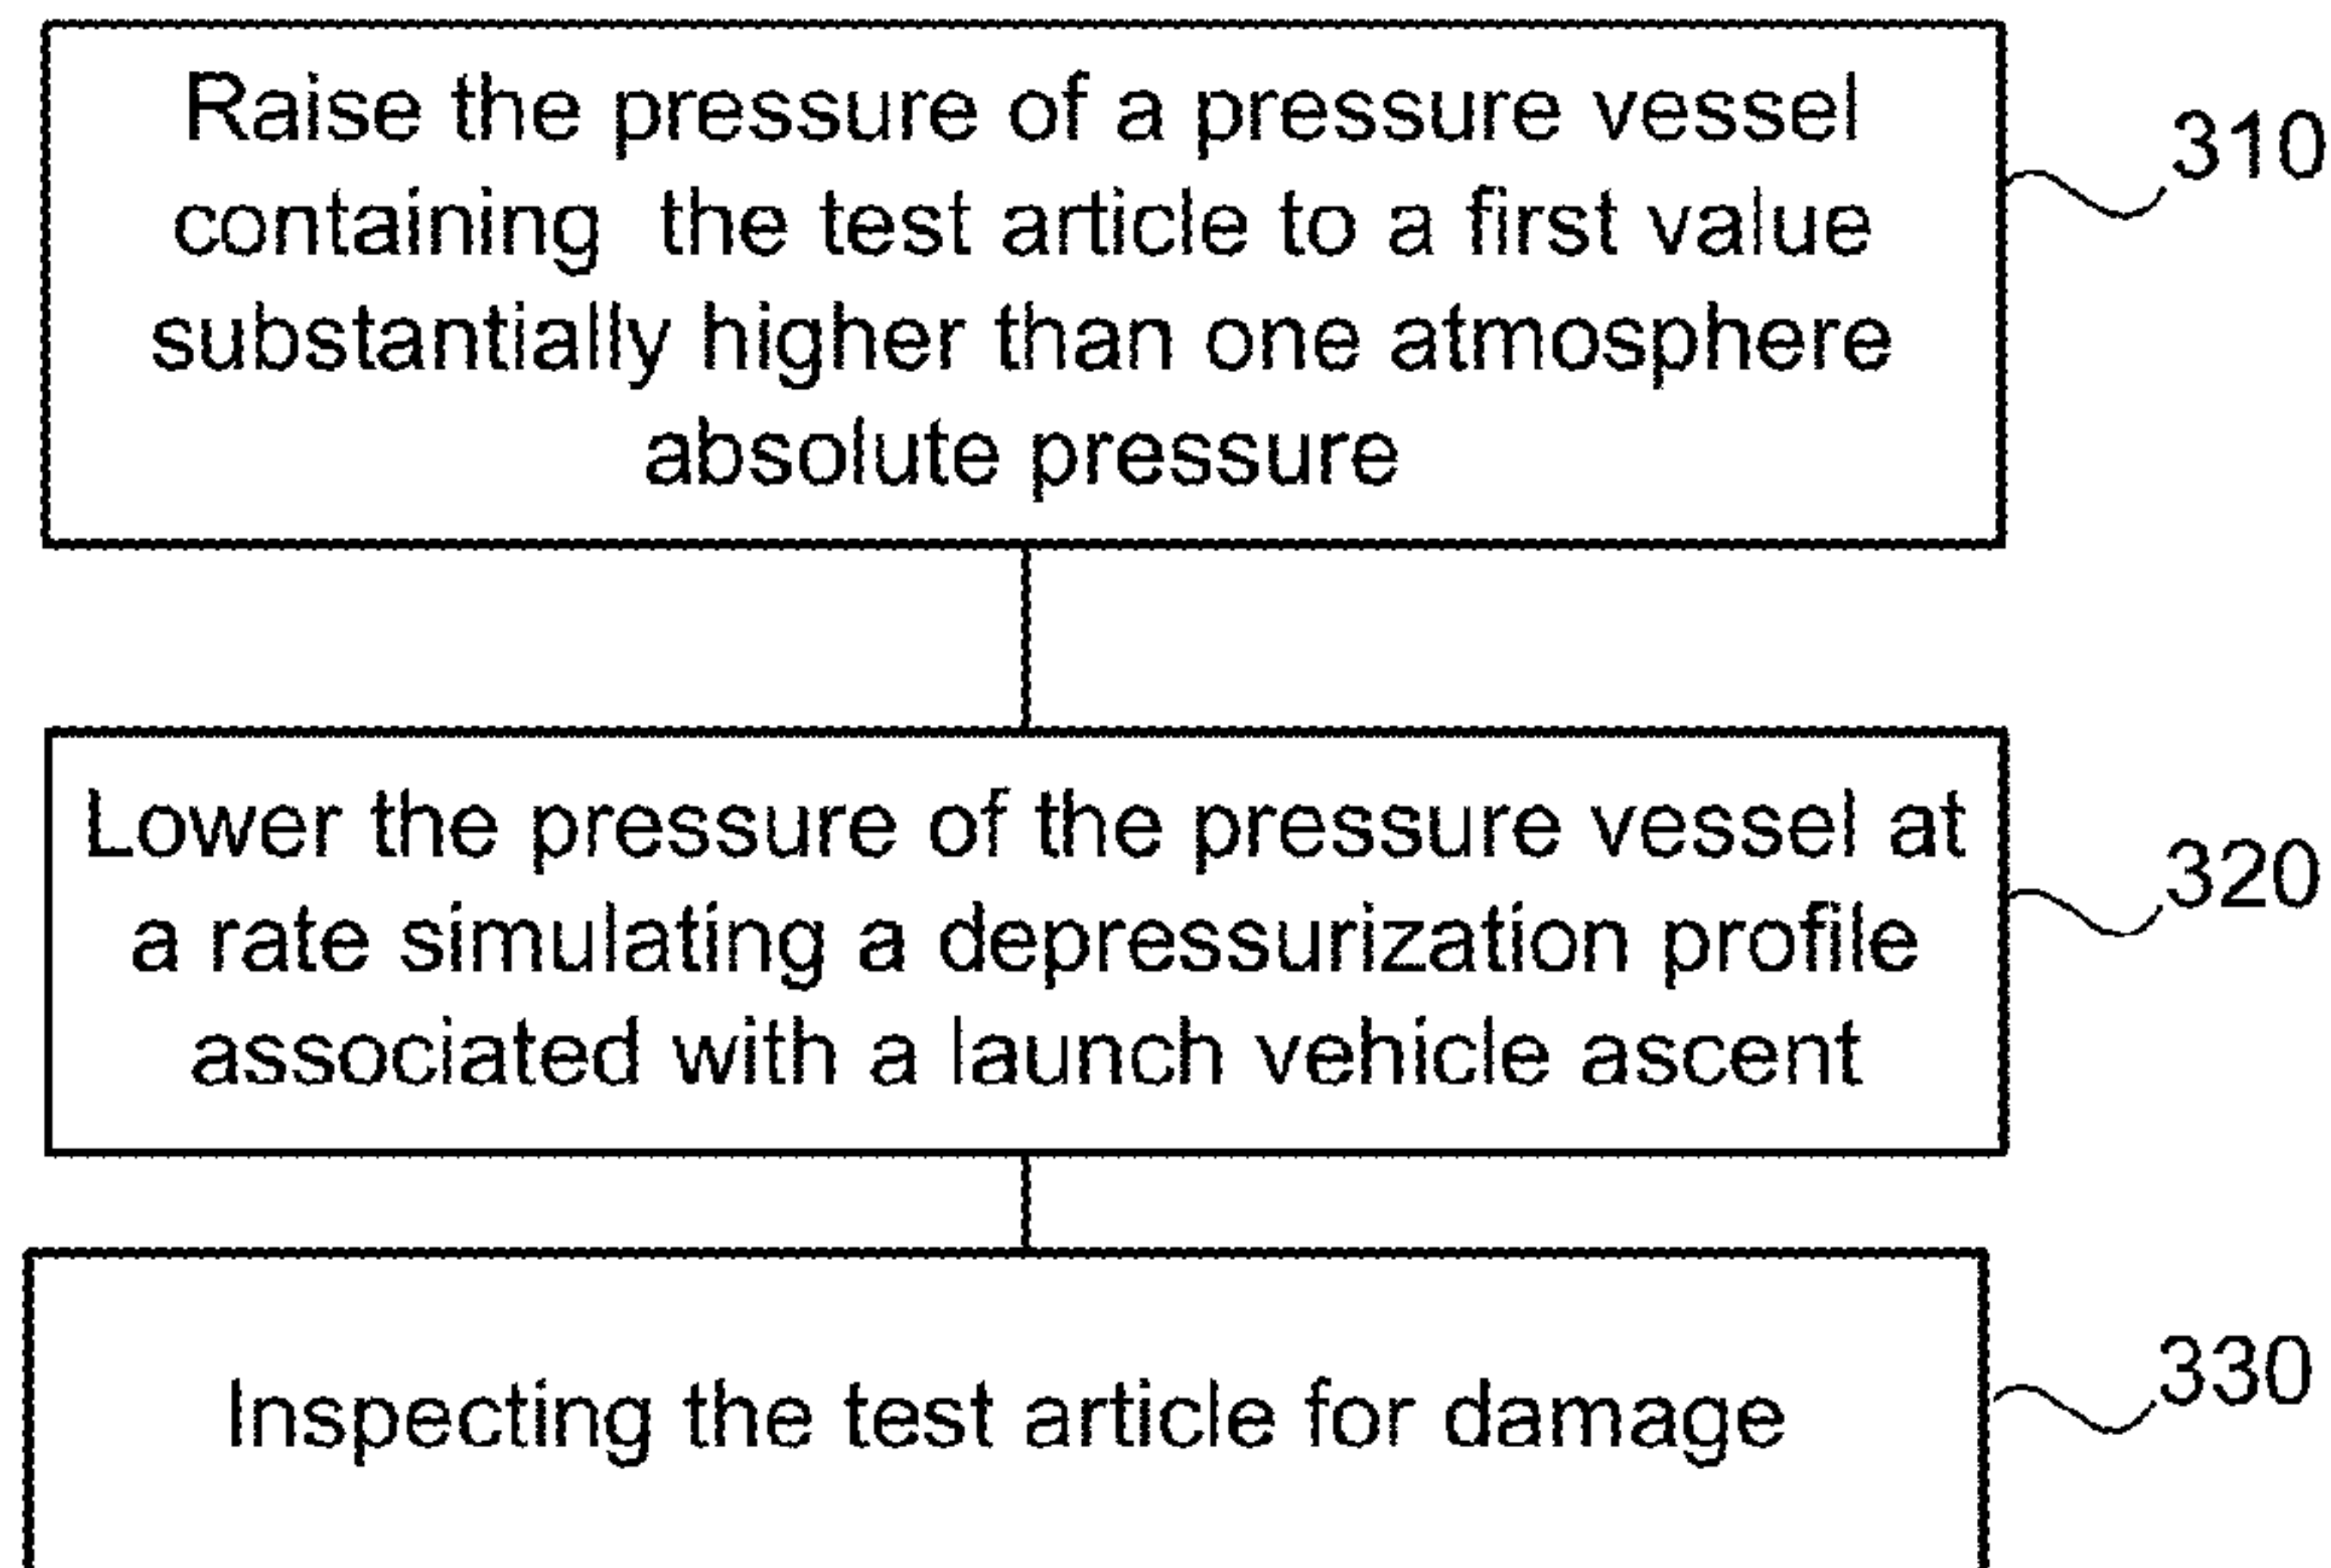 Raise the pressure of a pressure vessel
containing the test article to a first value
substantially higher than one atmosphere
absolute pressure
310
Lower the pressure of the pressure vessel at
a rate simulating a depressurization profile
associated with a launch vehicle ascent
320
Inspecting the test article for damage
330